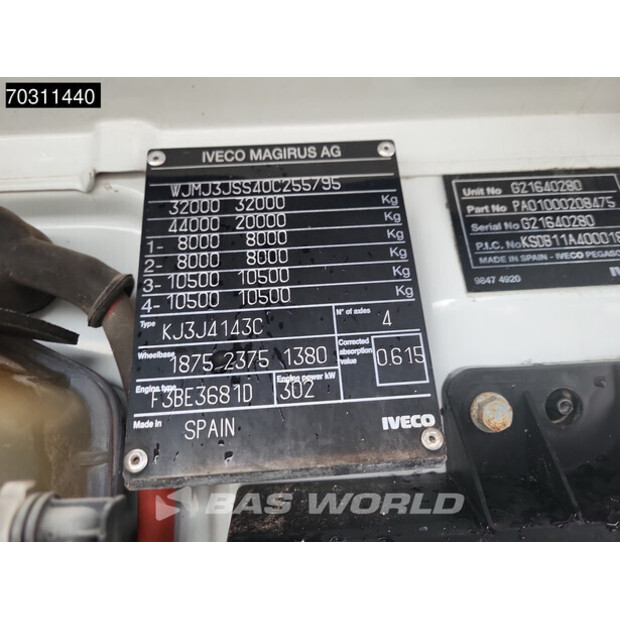 70311440
IVECO MAGIRUS AG
WJMJ3JSS40C255795
32000 32000 Kg
44000 20000 Kg
1- 8000 8000 Kg
2- 8000 8000 Kg
3- 10500 10500 Kg
4- 10500 10500 Kg
Type KJ3J4143C N° of axles 4
Wheelbase 1875 2375 1380 Corrected absorption value 0.615
Engine type F3BE3681D Engine power kW 302
Made in SPAIN IVECO
Unit No G21640280
Part No PA01000208475
Serial No G21640280
P.I.C. No KS0811A40001
MADE IN SPAIN - IVECO PEGASO
9847 4920
BAS WORLD